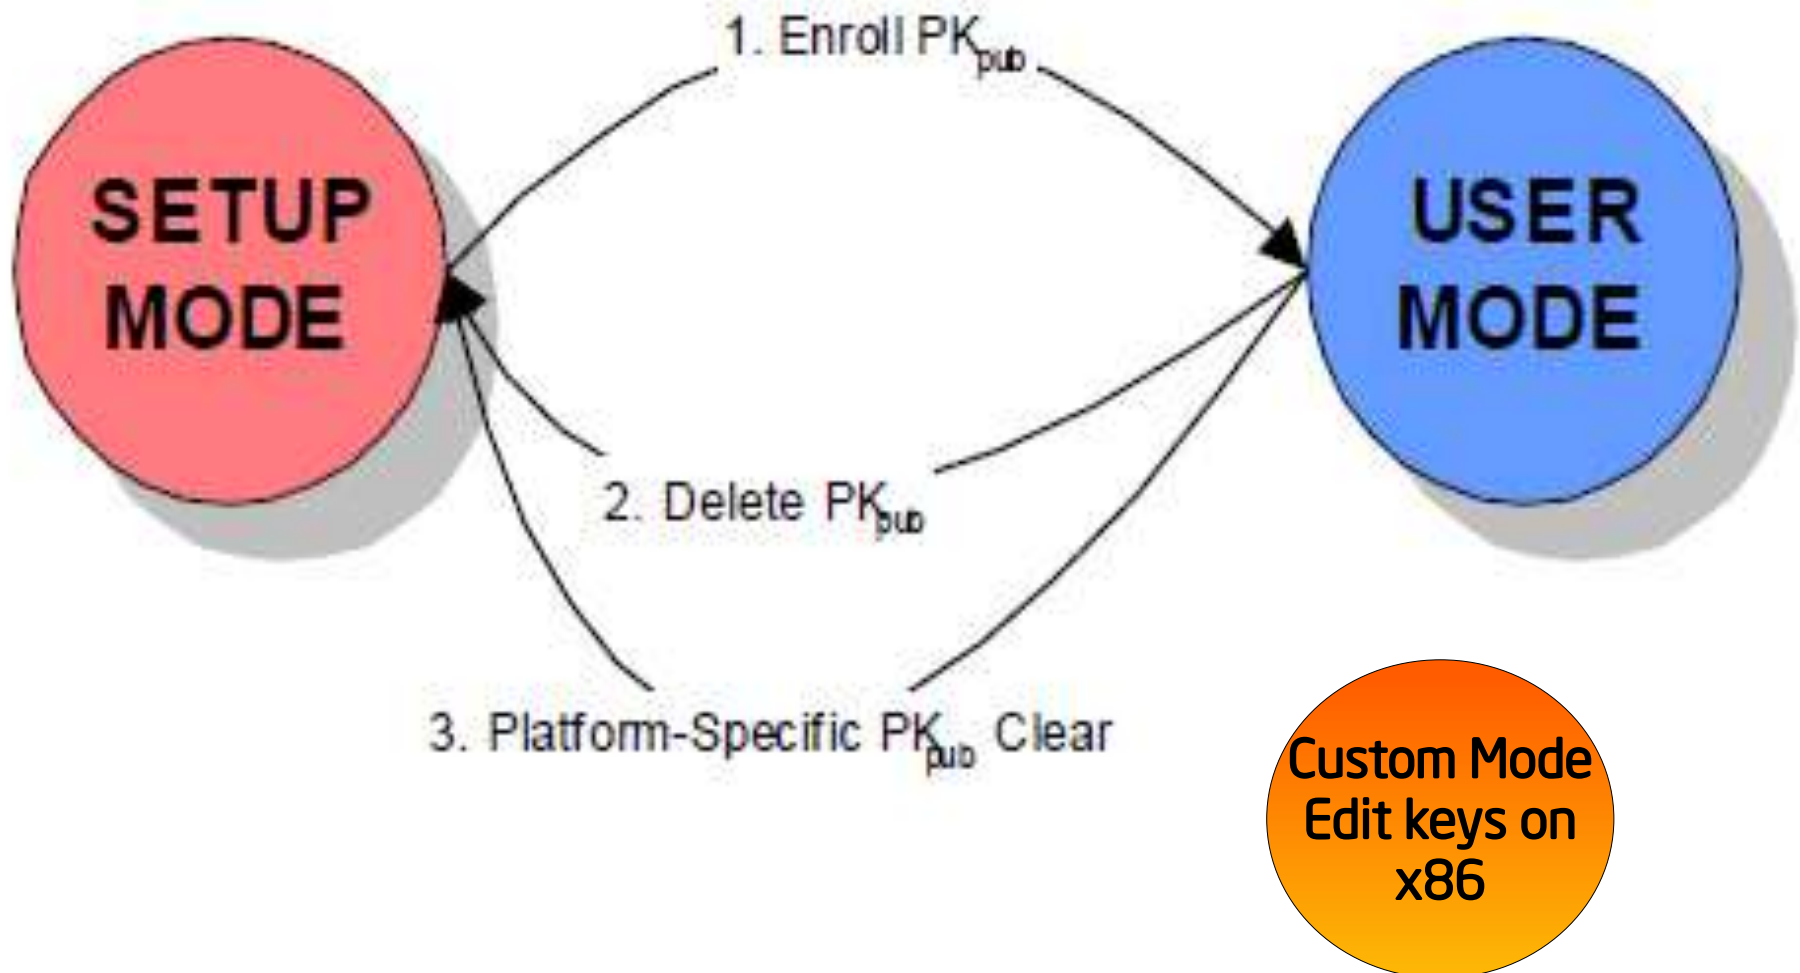 1. Enroll PKpub
SETUP
MODE
USER
MODE
2. Delete PKpub
3. Platform-Specific PKpub Clear
Custom Mode
Edit keys on
x86